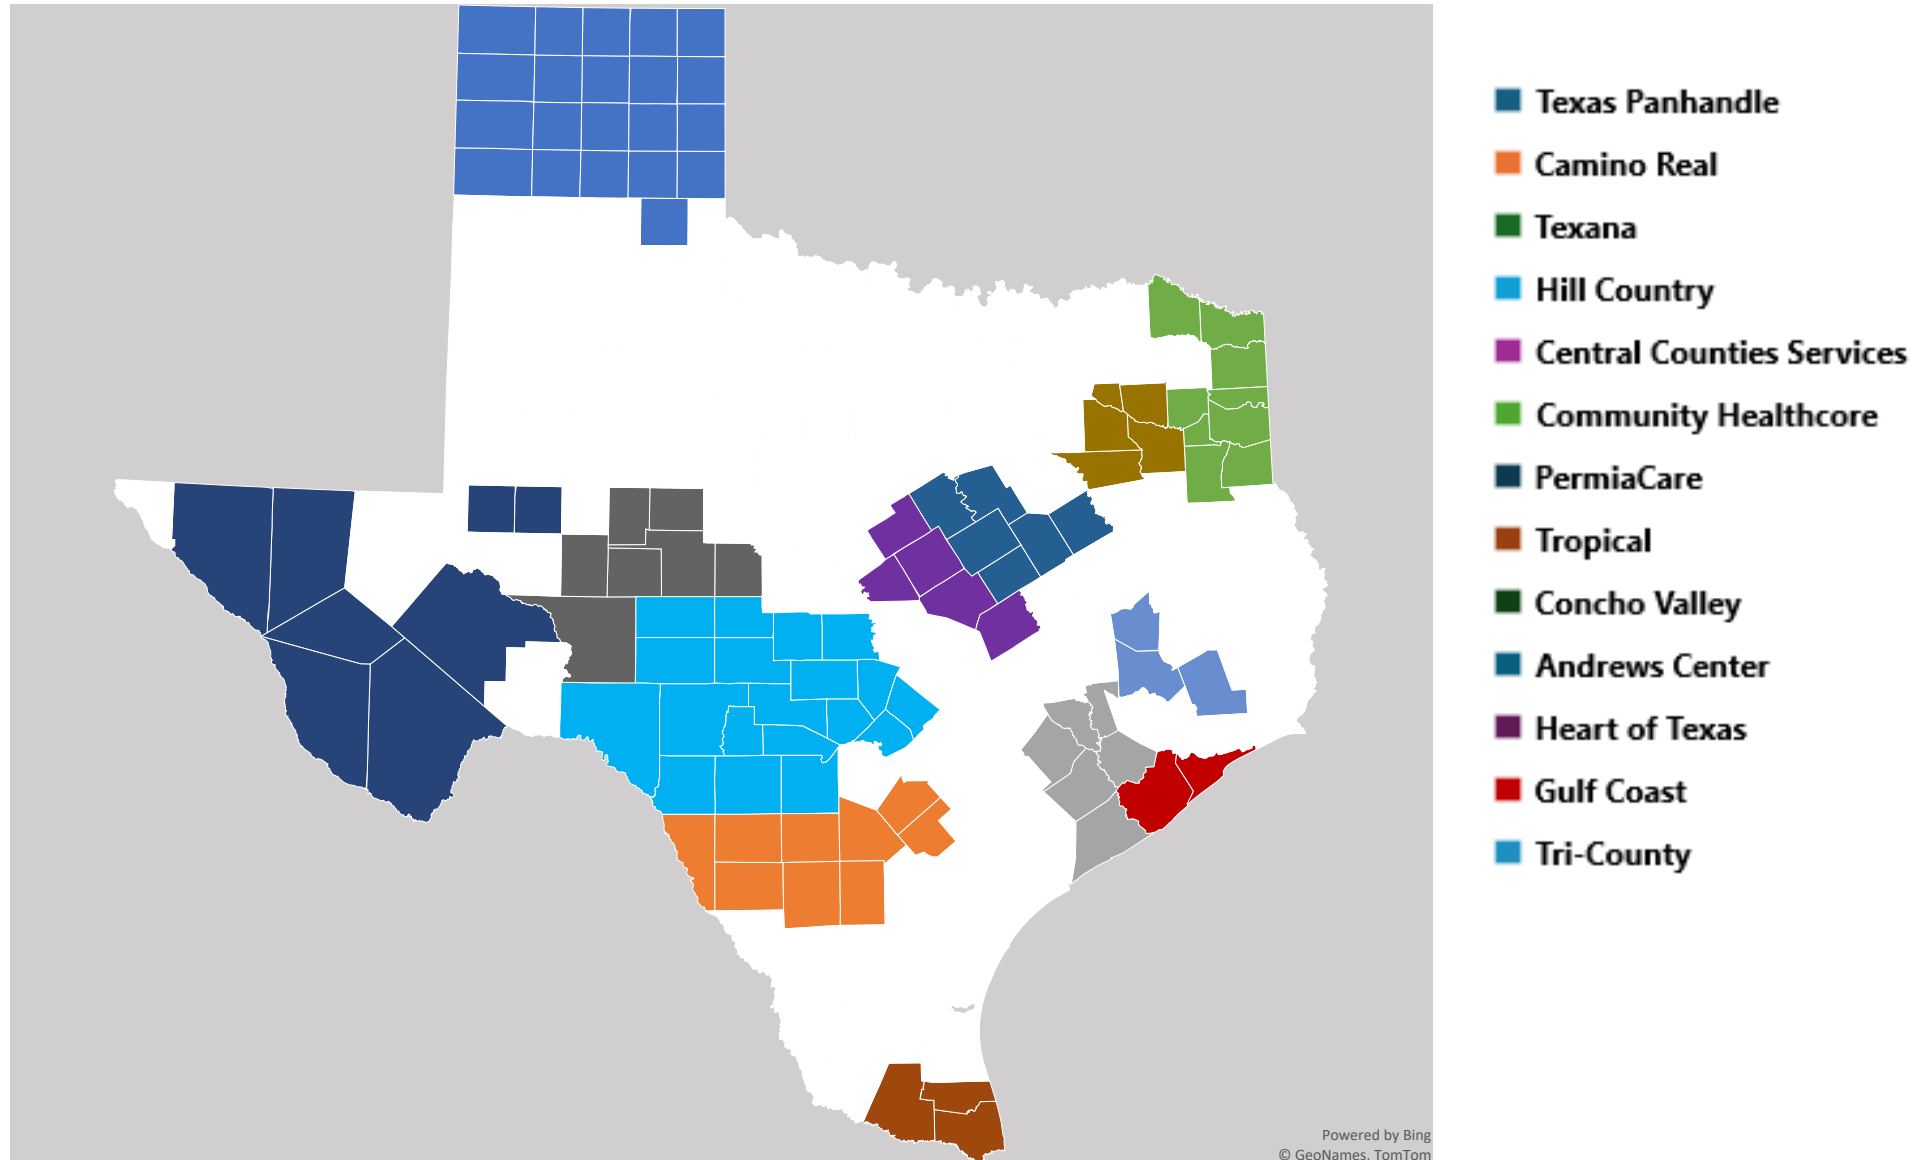 Texas Panhandle
Camino Real
Texana
Hill Country
Central Counties Services
Community Healthcore
PermiaCare
Tropical
Concho Valley
Andrews Center
Heart of Texas
Gulf Coast
Tri-County
Powered by Bing
© GeoNames, TomTom